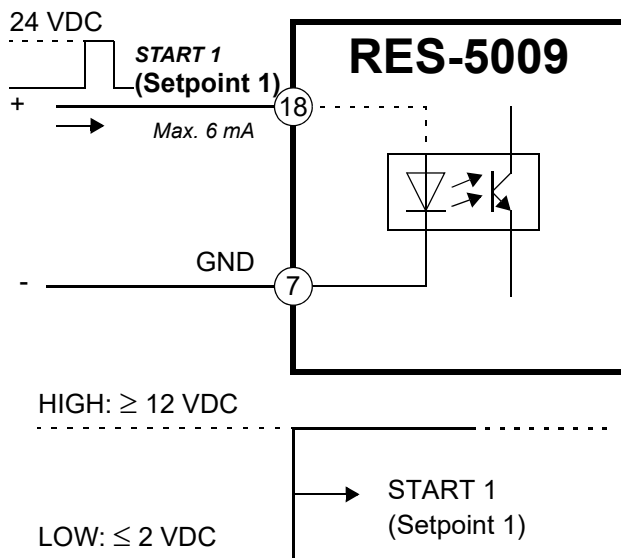 24 VDC
START 1
(Setpoint 1)
RES-5009
+
18
Max. 6 mA
GND
-
7
HIGH: ≥ 12 VDC
START 1
(Setpoint 1)
LOW: ≤ 2 VDC